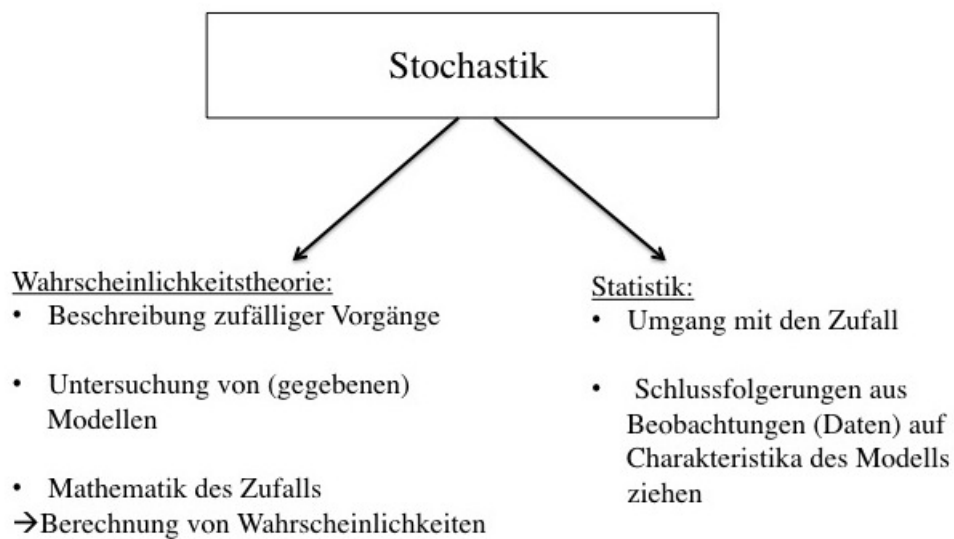 Stochastik
Wahrscheinlichkeitstheorie:
• Beschreibung zufälliger Vorgänge
• Untersuchung von (gegebenen)
Modellen
• Mathematik des Zufalls
→Berechnung von Wahrscheinlichkeiten
Statistik:
• Umgang mit den Zufall
• Schlussfolgerungen aus
Beobachtungen (Daten) auf
Charakteristika des Modells
ziehen